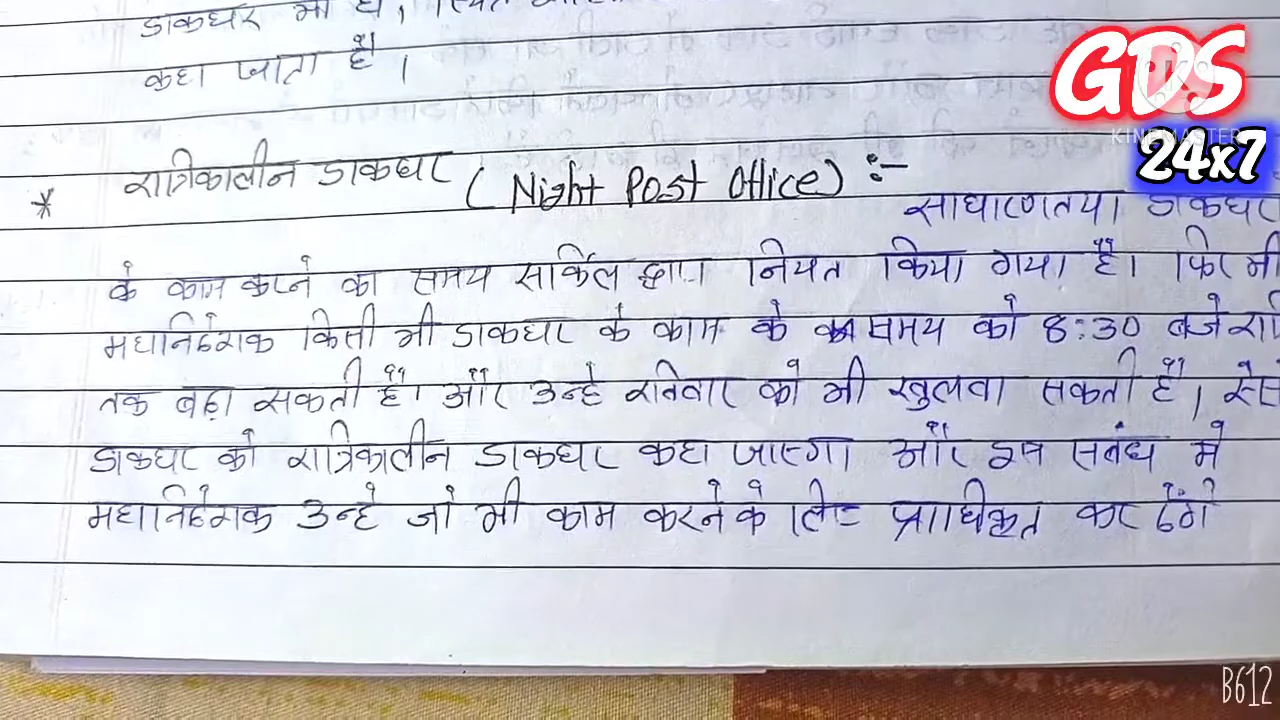 डाकघर भी है,
कहा जाता है।
GDS
KINEMASTER
24x7
* रात्रिकालीन डाकघर (Night Post Office) :-
साधारणतया डाकघर
के काम करने का समय सर्किल द्वारा नियत किया गया है। फिर भी
महानिदेशक किसी भी डाकघर के काम के समय को 8:30 बजे
तक बढ़ा सकती है। और उन्हे रविवार को भी खुलवा सकती है।
डाकघर को रात्रिकालीन डाकघर कहा जाएगा और इस संबंध मे
महानिदेशक उन्हे जो भी काम करने के लिए प्राधिकृत कर देंगे
B612